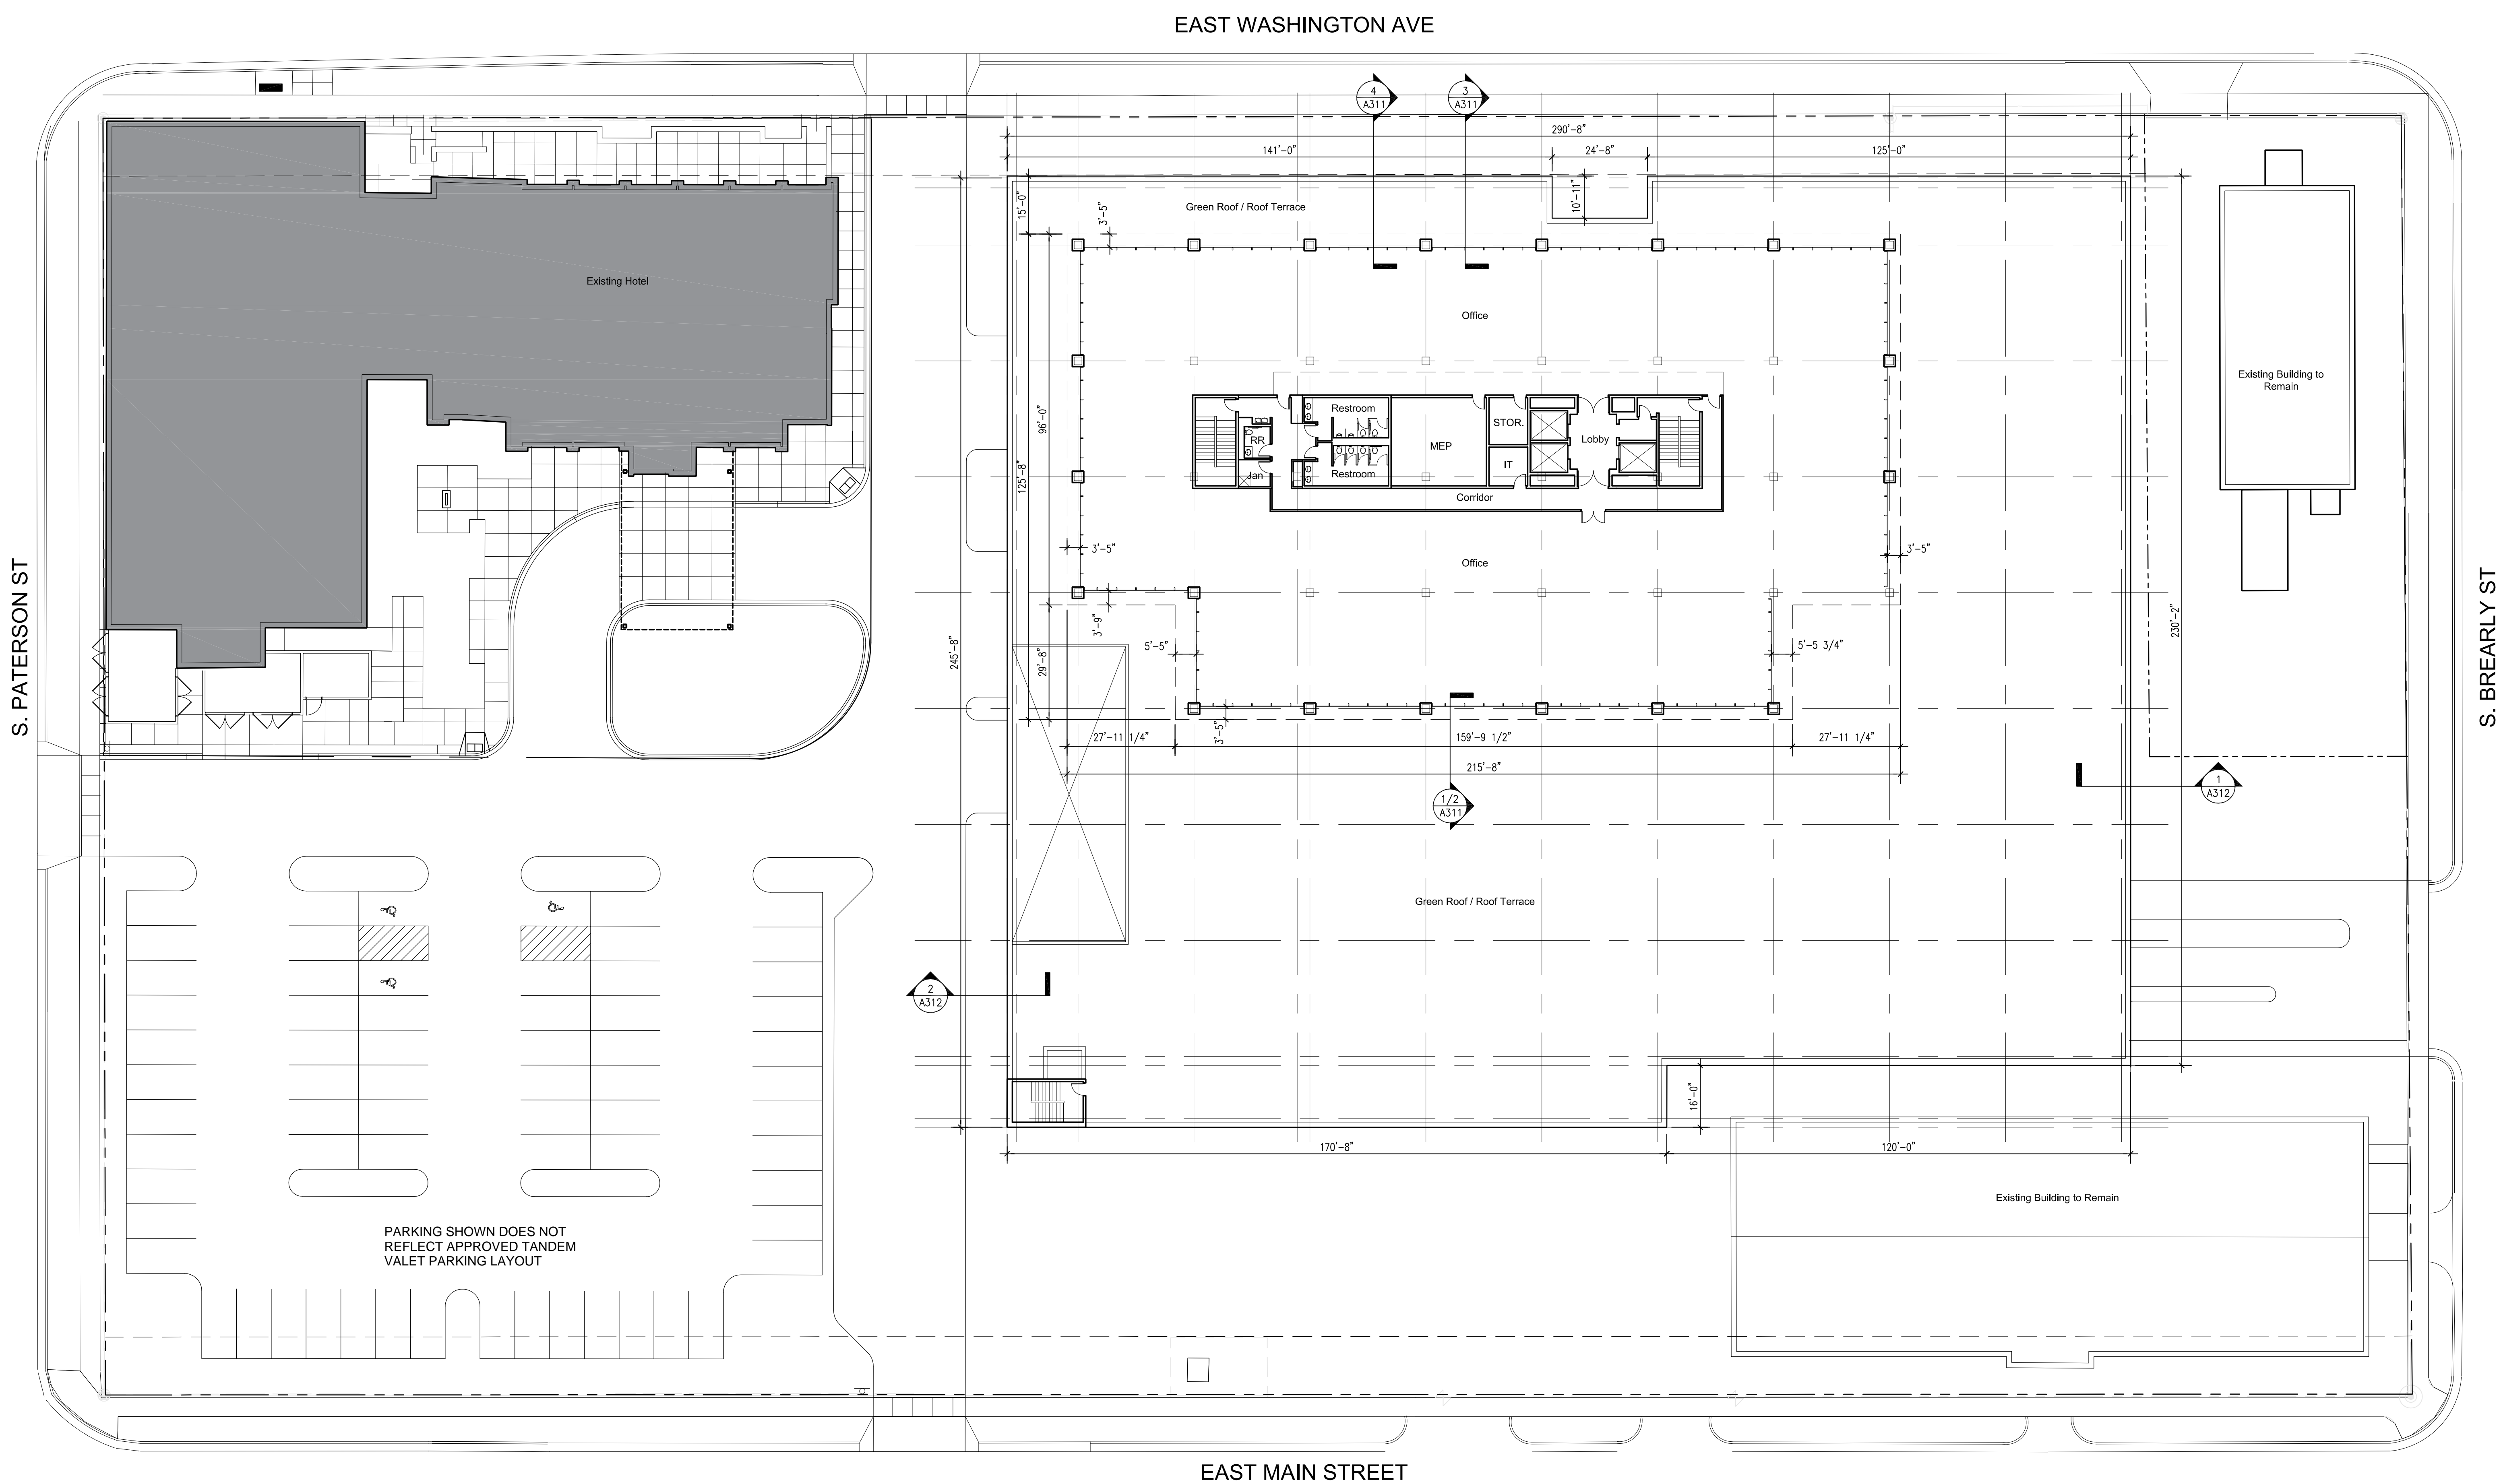 EAST WASHINGTON AVE
4
A311
3
A311
290'-8"
141'-0"
24'-8"
125'-0"
15'-0"
3'-5"
10'-11"
Green Roof / Roof Terrace
Existing Hotel
Office
Existing Building to
Remain
96'-0"
125'-8"
Restroom
RR
MEP
STOR.
Lobby
Jan
Restroom
IT
Corridor
3'-5"
Office
3'-5"
S. PATERSON ST
S. BREARLY ST
245'-8"
29'-8"
3'-9"
5'-5"
5'-5 3/4"
230'-2"
3'-5"
27'-11 1/4"
159'-9 1/2"
27'-11 1/4"
215'-8"
1
A312
1/2
A311
Green Roof / Roof Terrace
2
A312
16'-0"
170'-8"
120'-0"
Existing Building to Remain
PARKING SHOWN DOES NOT
REFLECT APPROVED TANDEM
VALET PARKING LAYOUT
EAST MAIN STREET